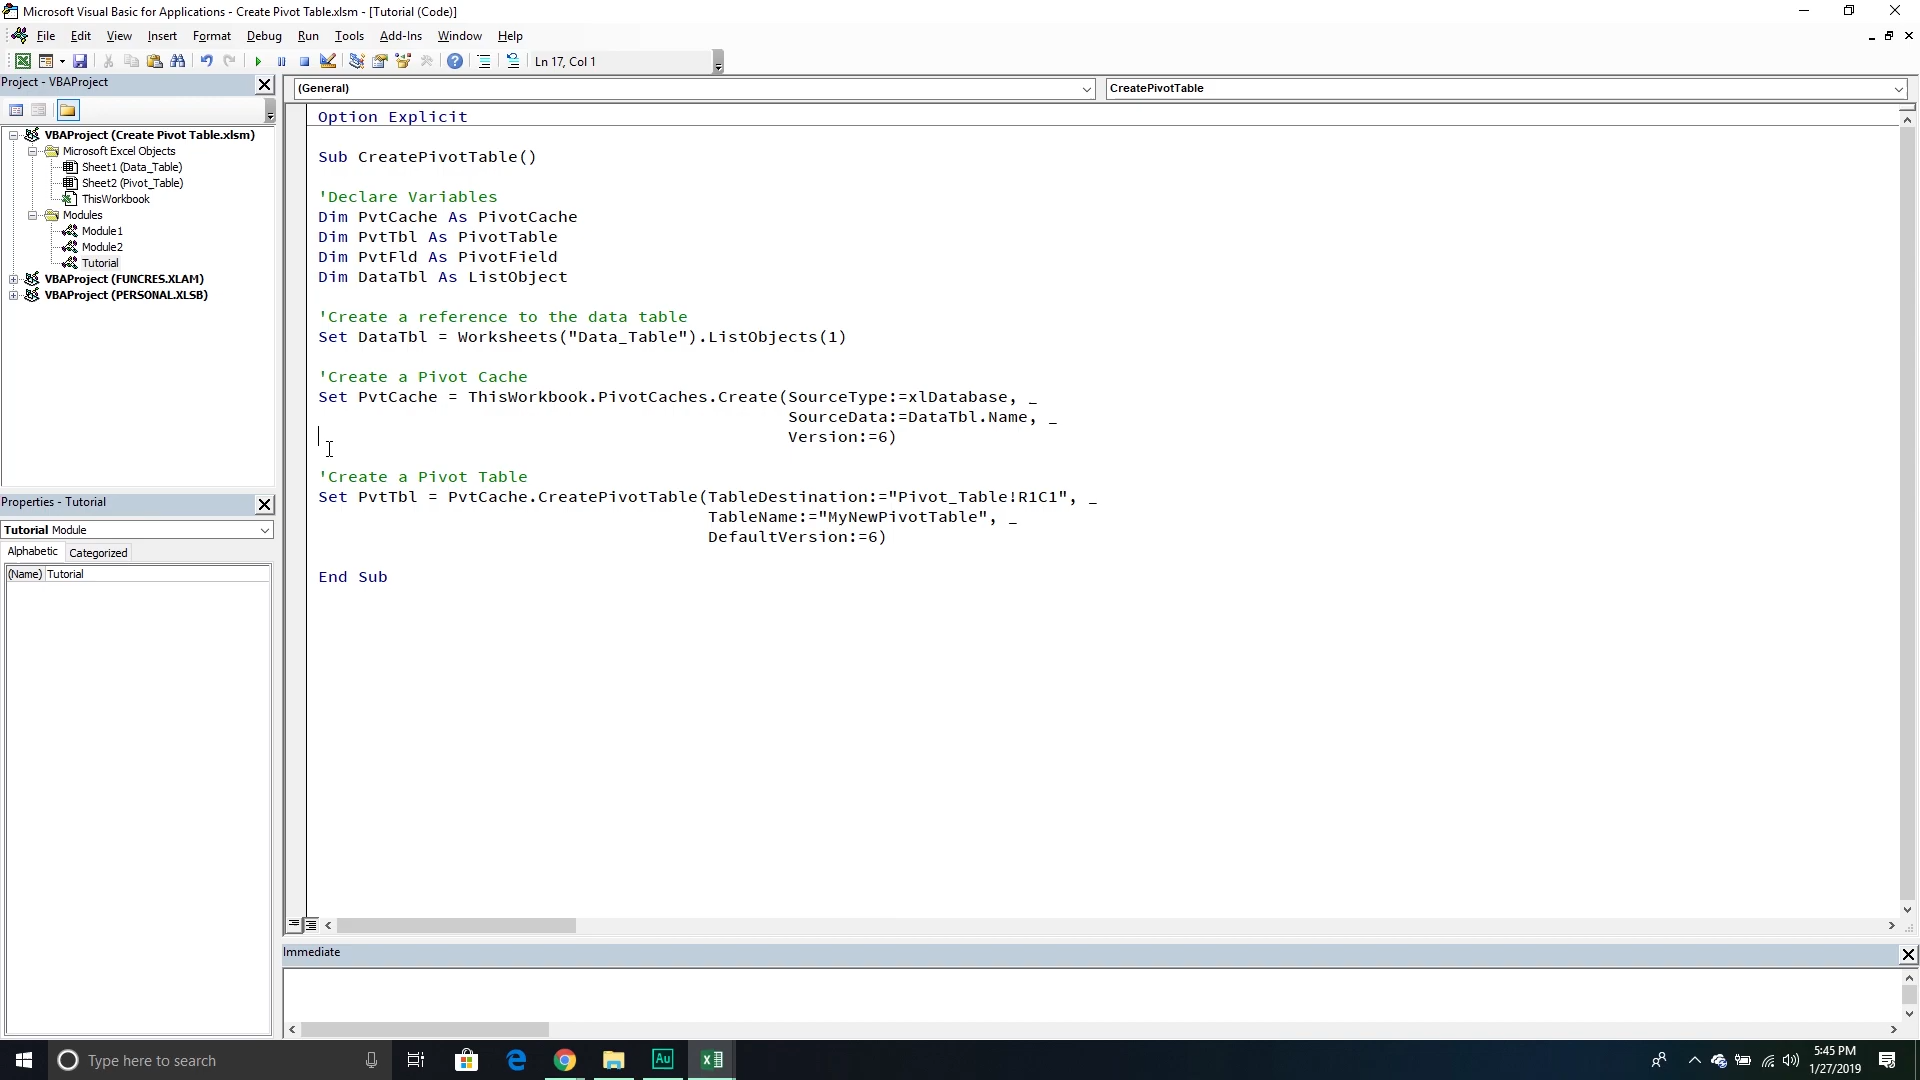 Microsoft Visual Basic for Applications - Create Pivot Table.xlsm - [Tutorial (Code)]
File Edit View Insert Format Debug Run Tools Add-Ins Window Help
Ln 17, Col 1
Project - VBAProject
(General)
CreatePivotTable
VBAProject (Create Pivot Table.xlsm)
Microsoft Excel Objects
Sheet1 (Data_Table)
Sheet2 (Pivot_Table)
ThisWorkbook
Modules
Module1
Module2
Tutorial
VBAProject (FUNCRES.XLAM)
VBAProject (PERSONAL.XLSB)
Properties - Tutorial
Tutorial Module
Alphabetic Categorized
(Name) Tutorial
Option Explicit
Sub CreatePivotTable()
'Declare Variables
Dim PvtCache As PivotCache
Dim PvtTbl As PivotTable
Dim PvtFld As PivotField
Dim DataTbl As ListObject
'Create a reference to the data table
Set DataTbl = Worksheets("Data_Table").ListObjects(1)
'Create a Pivot Cache
Set PvtCache = ThisWorkbook.PivotCaches.Create(SourceType:=xlDatabase, _
SourceData:=DataTbl.Name, _
Version:=6)
'Create a Pivot Table
Set PvtTbl = PvtCache.CreatePivotTable(TableDestination:="Pivot_Table!R1C1", _
TableName:="MyNewPivotTable", _
DefaultVersion:=6)
End Sub
Immediate
Type here to search
Au
5:45 PM
1/27/2019